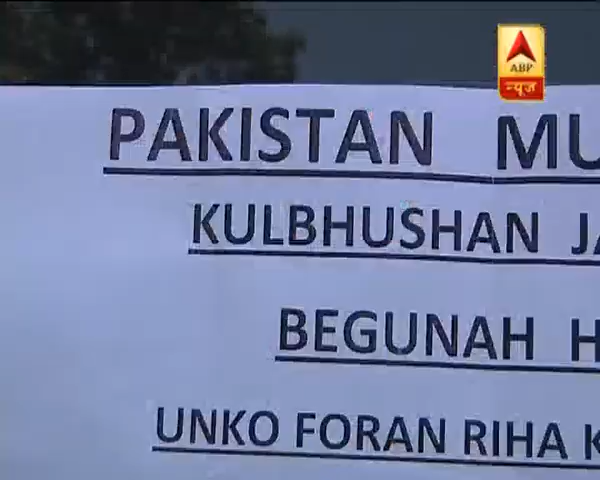 ABP
न्यूज़
PAKISTAN MU
KULBHUSHAN JA
BEGUNAH H
UNKO FORAN RIHA K